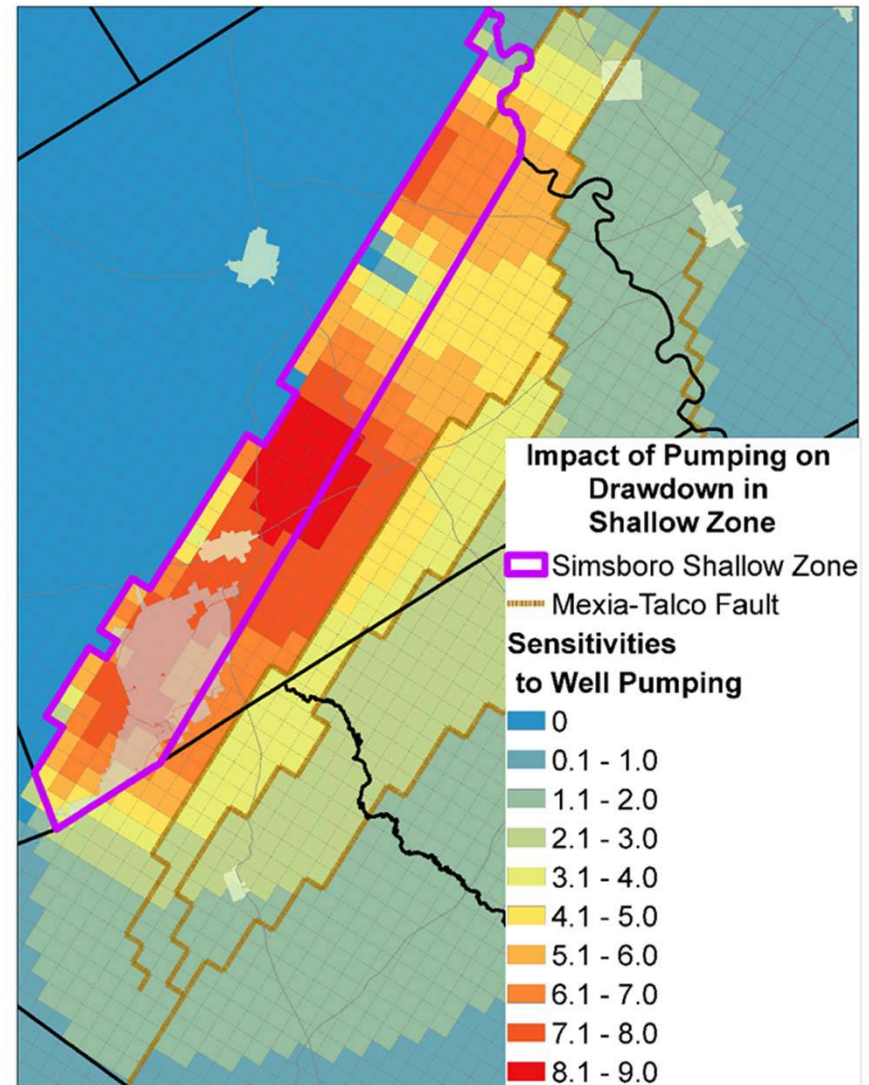 Impact of Pumping on
Drawdown in
Shallow Zone
Simsboro Shallow Zone
Mexia-Talco Fault
Sensitivities
to Well Pumping
0
0.1 - 1.0
1.1 - 2.0
2.1 - 3.0
3.1 - 4.0
4.1 - 5.0
5.1 - 6.0
6.1 - 7.0
7.1 - 8.0
8.1 - 9.0